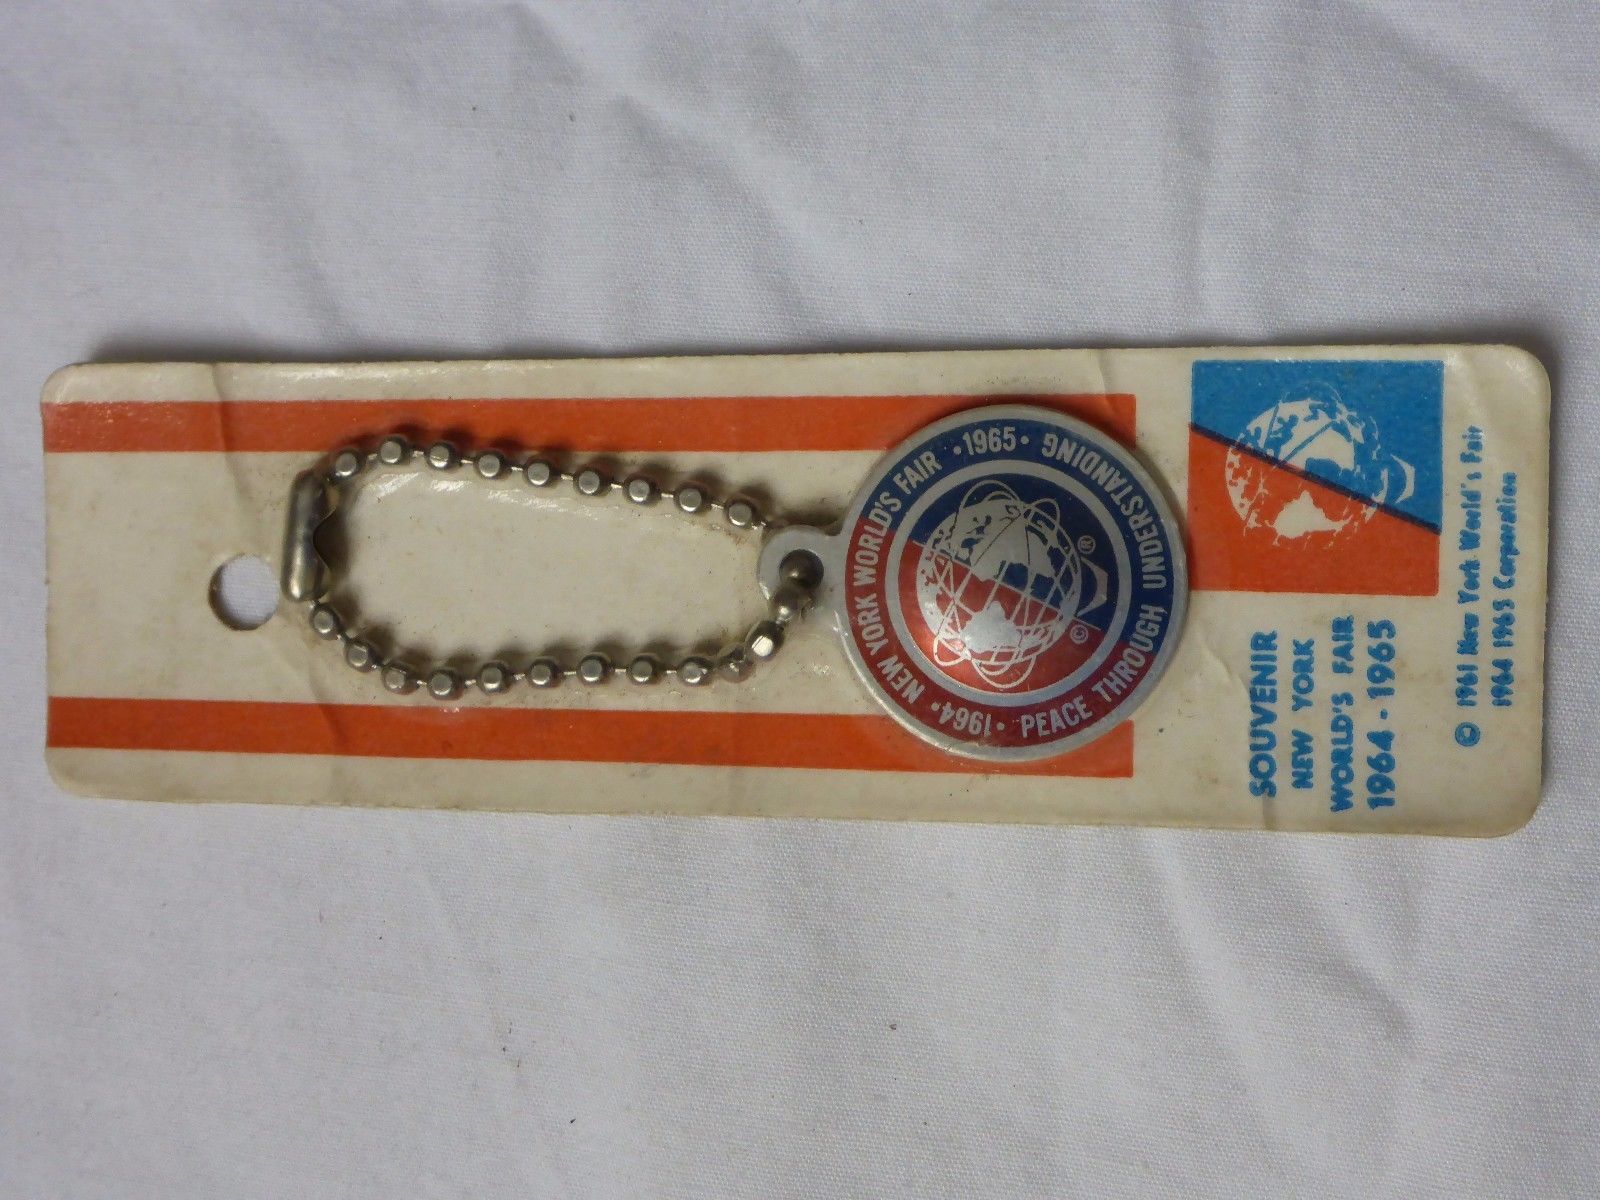 NEW YORK WORLD'S FAIR
•1964•
•1965•
PEACE THROUGH UNDERSTANDING
®
©
SOUVENIR
NEW YORK
WORLD'S FAIR
1964-1965
© 1961 New York World's Fair
1964 1965 Corporation